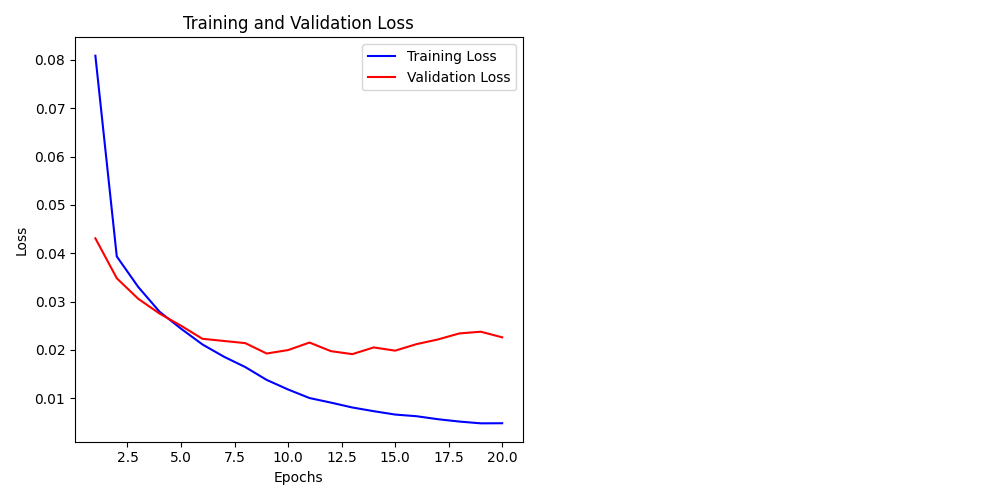 Training and Validation Loss
Training Loss
Validation Loss
0.08
0.07
0.06
0.05
0.04
0.03
0.02
0.01
Loss
2.5 5.0 7.5 10.0 12.5 15.0 17.5 20.0
Epochs